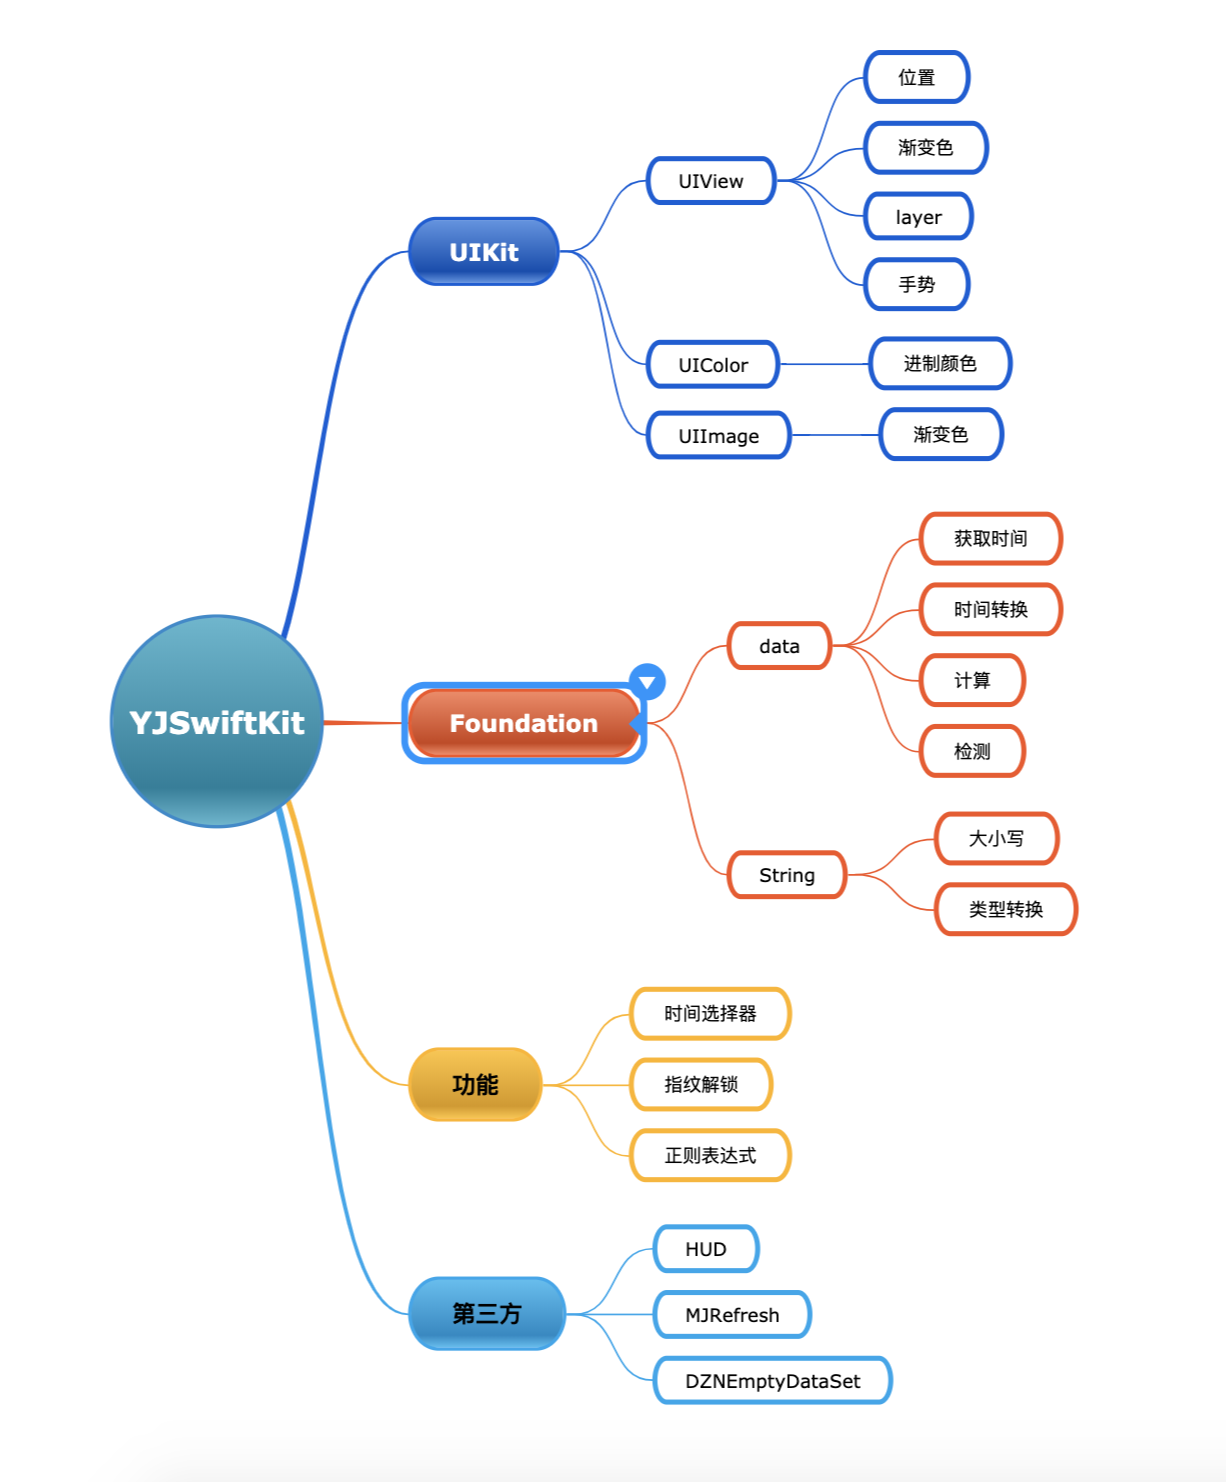 YJSwiftKit
UIKit
UIView
位置
渐变色
layer
手势
UIColor
进制颜色
UIImage
渐变色
Foundation
data
获取时间
时间转换
计算
检测
String
大小写
类型转换
功能
时间选择器
指纹解锁
正则表达式
第三方
HUD
MJRefresh
DZNEmptyDataSet